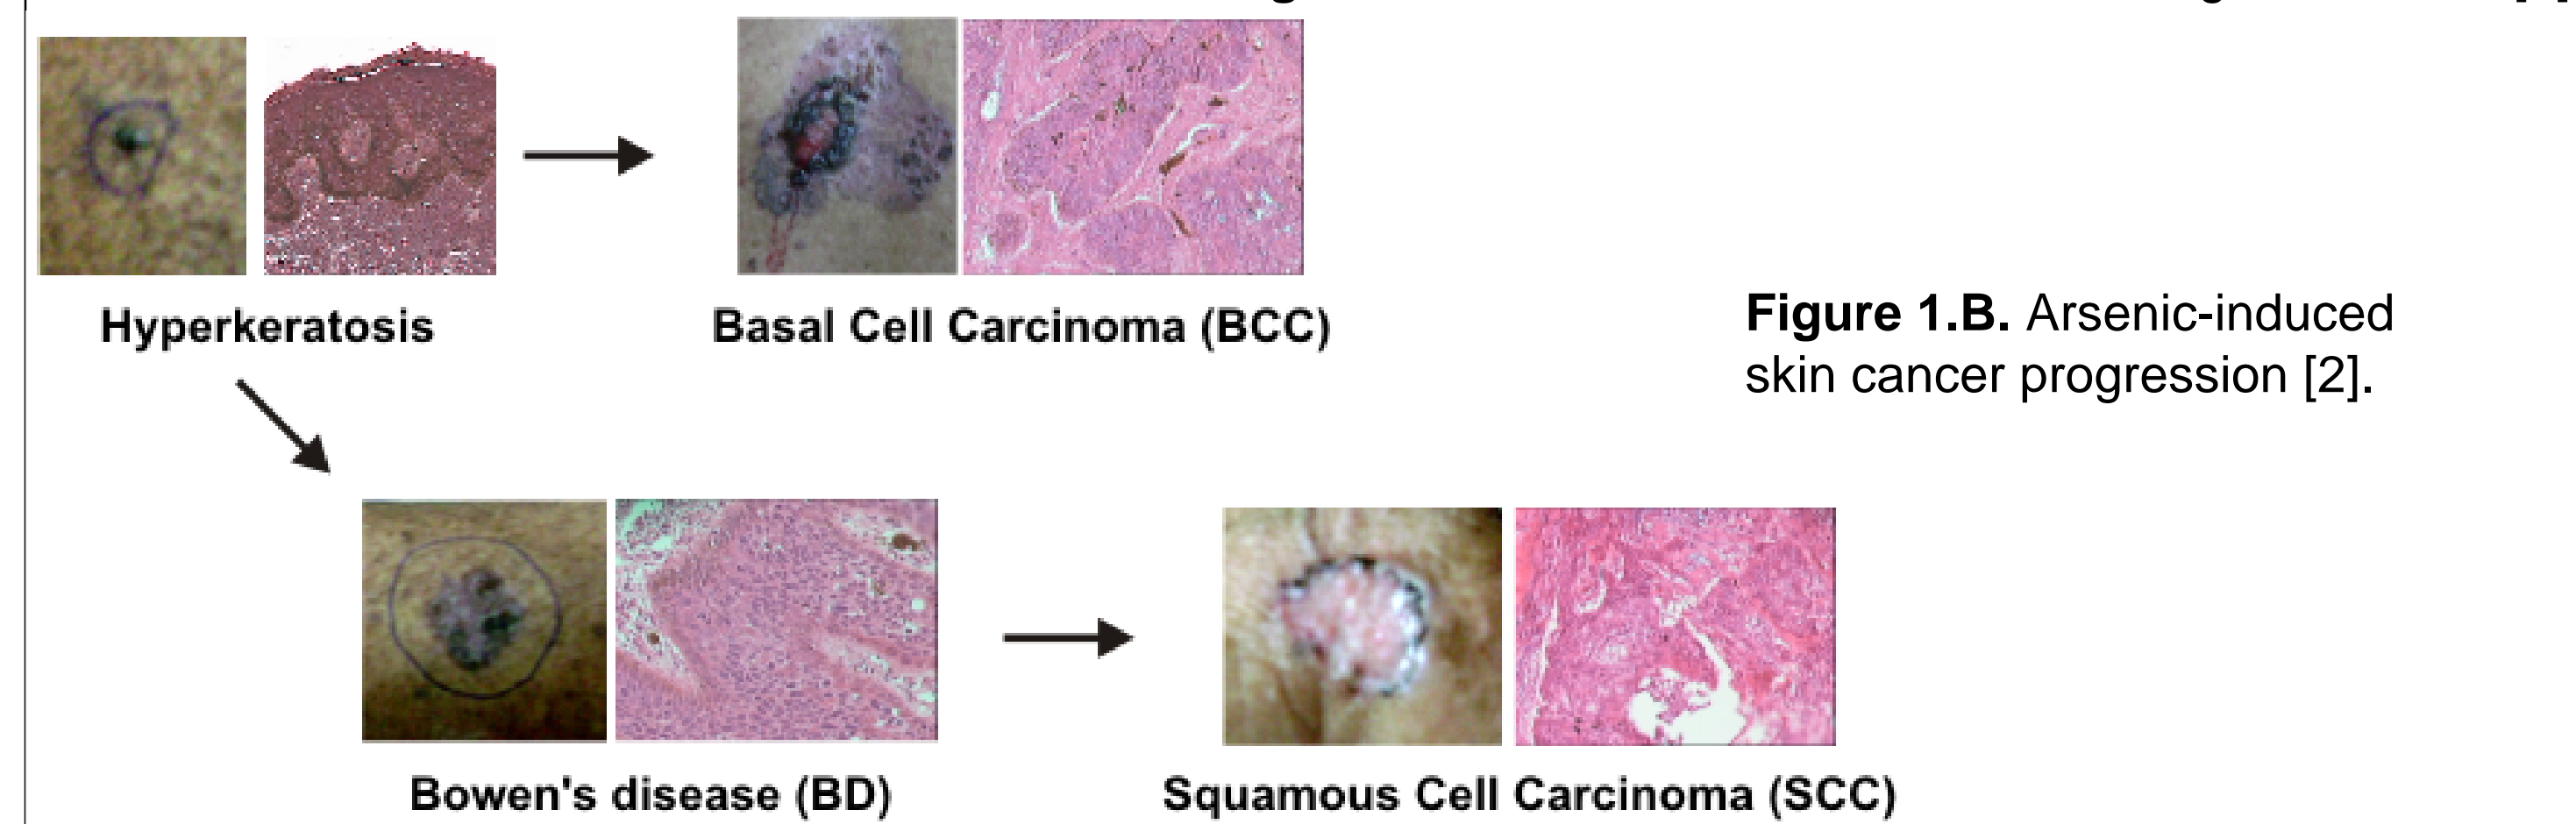 Hyperkeratosis
Basal Cell Carcinoma (BCC)
Figure 1.B. Arsenic-induced
skin cancer progression [2].
Bowen's disease (BD)
Squamous Cell Carcinoma (SCC)